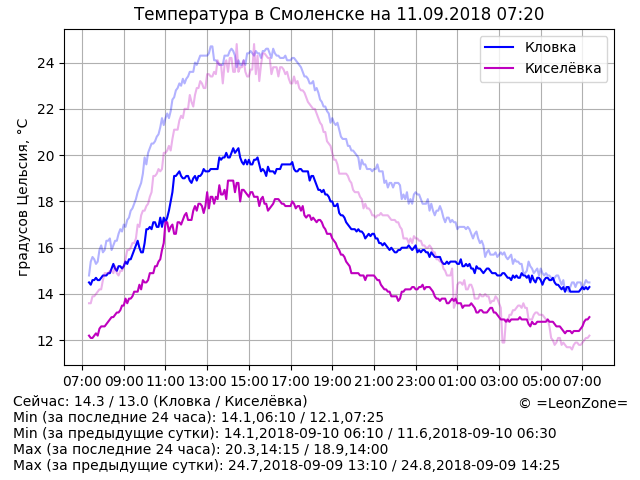 Температура в Смоленске на 11.09.2018 07:20
градусов Цельсия, °C
24
22
20
18
16
14
12
Кловка
Киселёвка
07:00 09:00 11:00 13:00 15:00 17:00 19:00 21:00 23:00 01:00 03:00 05:00 07:00
Сейчас: 14.3 / 13.0 (Кловка / Киселёвка)
© =LeonZone=
Min (за последние 24 часа): 14.1,06:10 / 12.1,07:25
Min (за предыдущие сутки): 14.1,2018-09-10 06:10 / 11.6,2018-09-10 06:30
Max (за последние 24 часа): 20.3,14:15 / 18.9,14:00
Max (за предыдущие сутки): 24.7,2018-09-09 13:10 / 24.8,2018-09-09 14:25